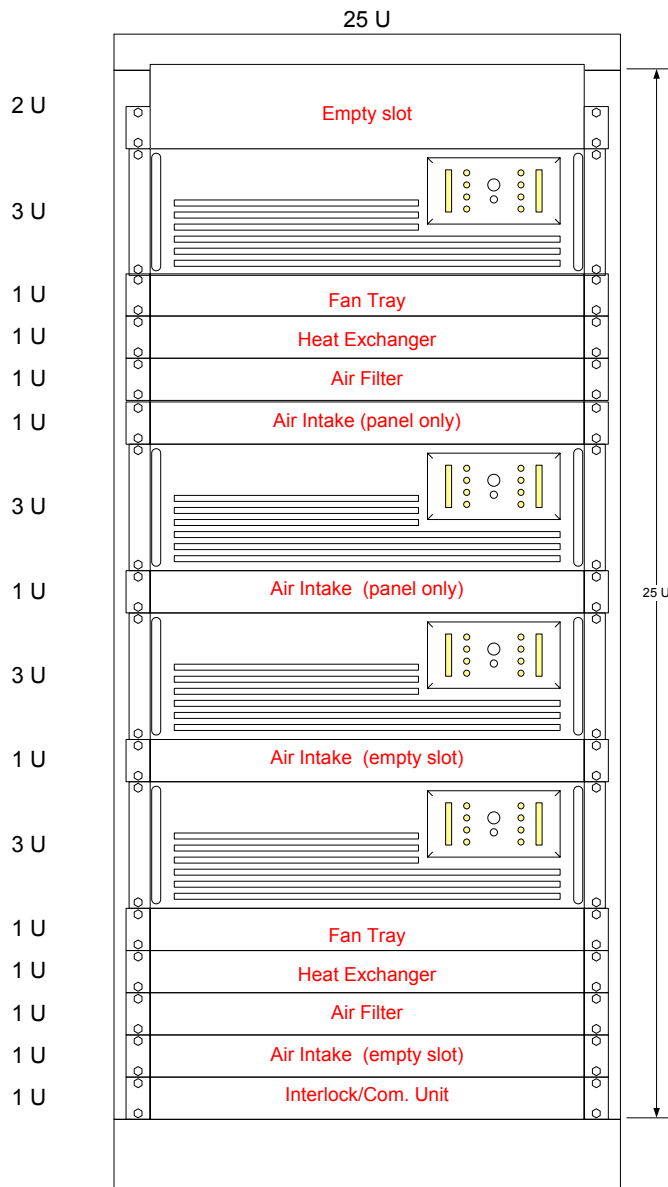 25 U
2 U
Empty slot
3 U
1 U
Fan Tray
1 U
Heat Exchanger
1 U
Air Filter
1 U
Air Intake (panel only)
3 U
1 U
Air Intake  (panel only)
25 U
3 U
1 U
Air Intake  (empty slot)
3 U
1 U
Fan Tray
1 U
Heat Exchanger
1 U
Air Filter
1 U
Air Intake  (empty slot)
1 U
Interlock/Com. Unit